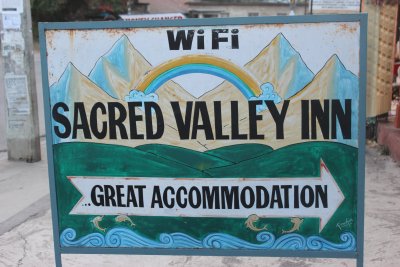 WiFi
SACRED VALLEY INN
...GREAT ACCOMMODATION